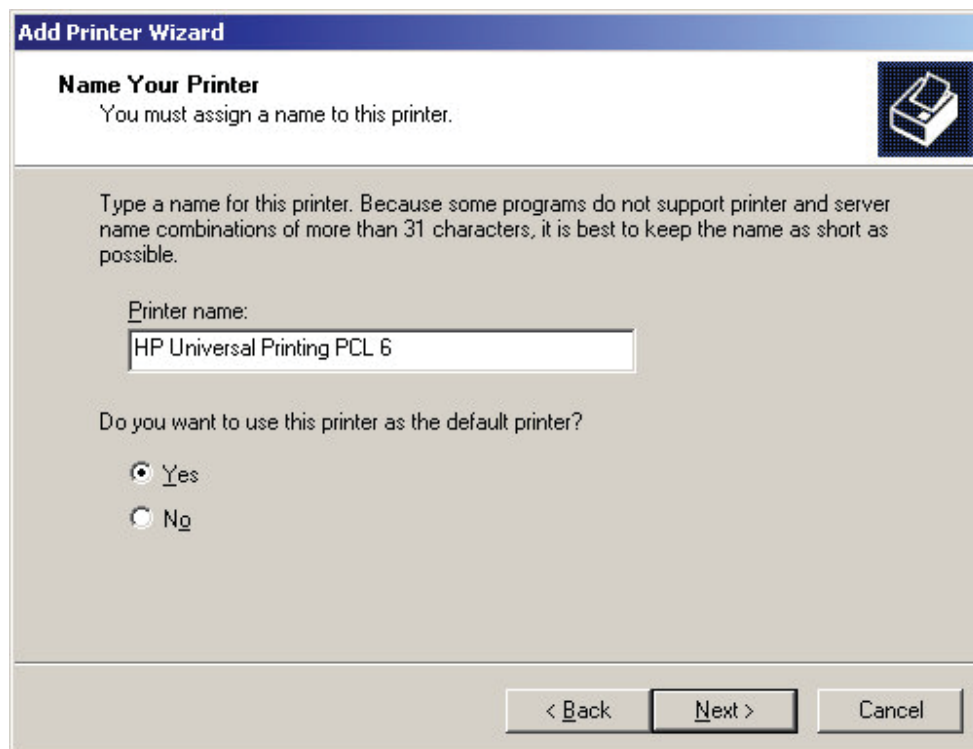 Add Printer Wizard
Name Your Printer
You must assign a name to this printer.
Type a name for this printer. Because some programs do not support printer and server
name combinations of more than 31 characters, it is best to keep the name as short as
possible.
Printer name:
HP Universal Printing PCL 6
Do you want to use this printer as the default printer?
Yes
No
< Back Next > Cancel